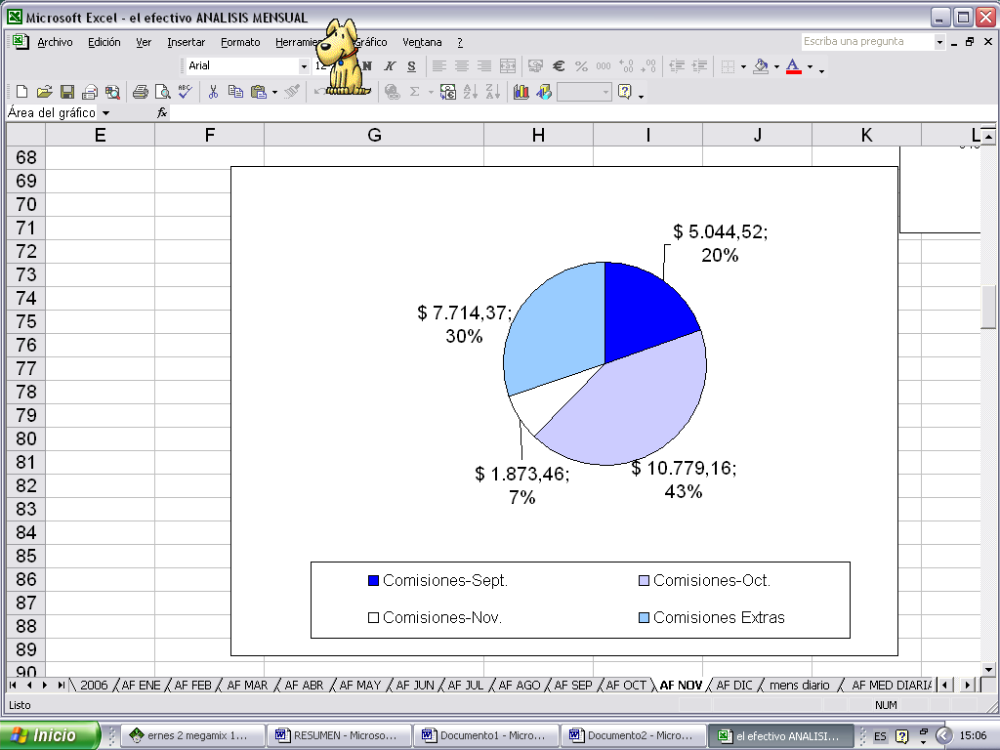 Microsoft Excel - el efectivo ANALISIS MENSUAL
Archivo Edición Ver Insertar Formato Gráfico Ventana ?
Escriba una pregunta
Arial
N K S € % 000
Área del gráfico fx
E F G H I J K L
68
69
70
71
72
73
74
75
76
77
78
79
80
81
82
83
84
85
86
87
88
89
90
$ 5.044,52;
20%
$ 7.714,37;
30%
$ 1.873,46;
7%
$ 10.779,16;
43%
Comisiones-Sept. Comisiones-Oct.
Comisiones-Nov. Comisiones Extras
2006 AF ENE AF FEB AF MAR AF ABR AF MAY AF JUN AF JUL AF AGO AF SEP AF OCT AF NOV AF DIC mens diario AF MED DIARIA
Listo NUM
Inicio ernes 2 megamix 1... RESUMEN - Microso... Documento1 - Micro... Documento2 - Micro... el efectivo ANALISI... ES 15:06